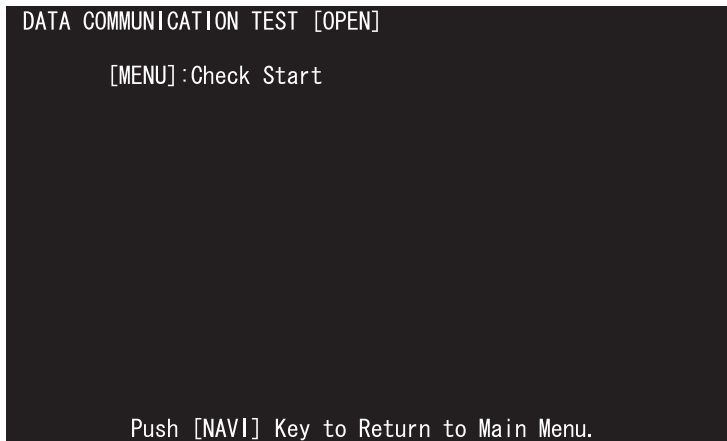 DATA COMMUNICATION TEST [OPEN]
[MENU]:Check Start
Push [NAVI] Key to Return to Main Menu.